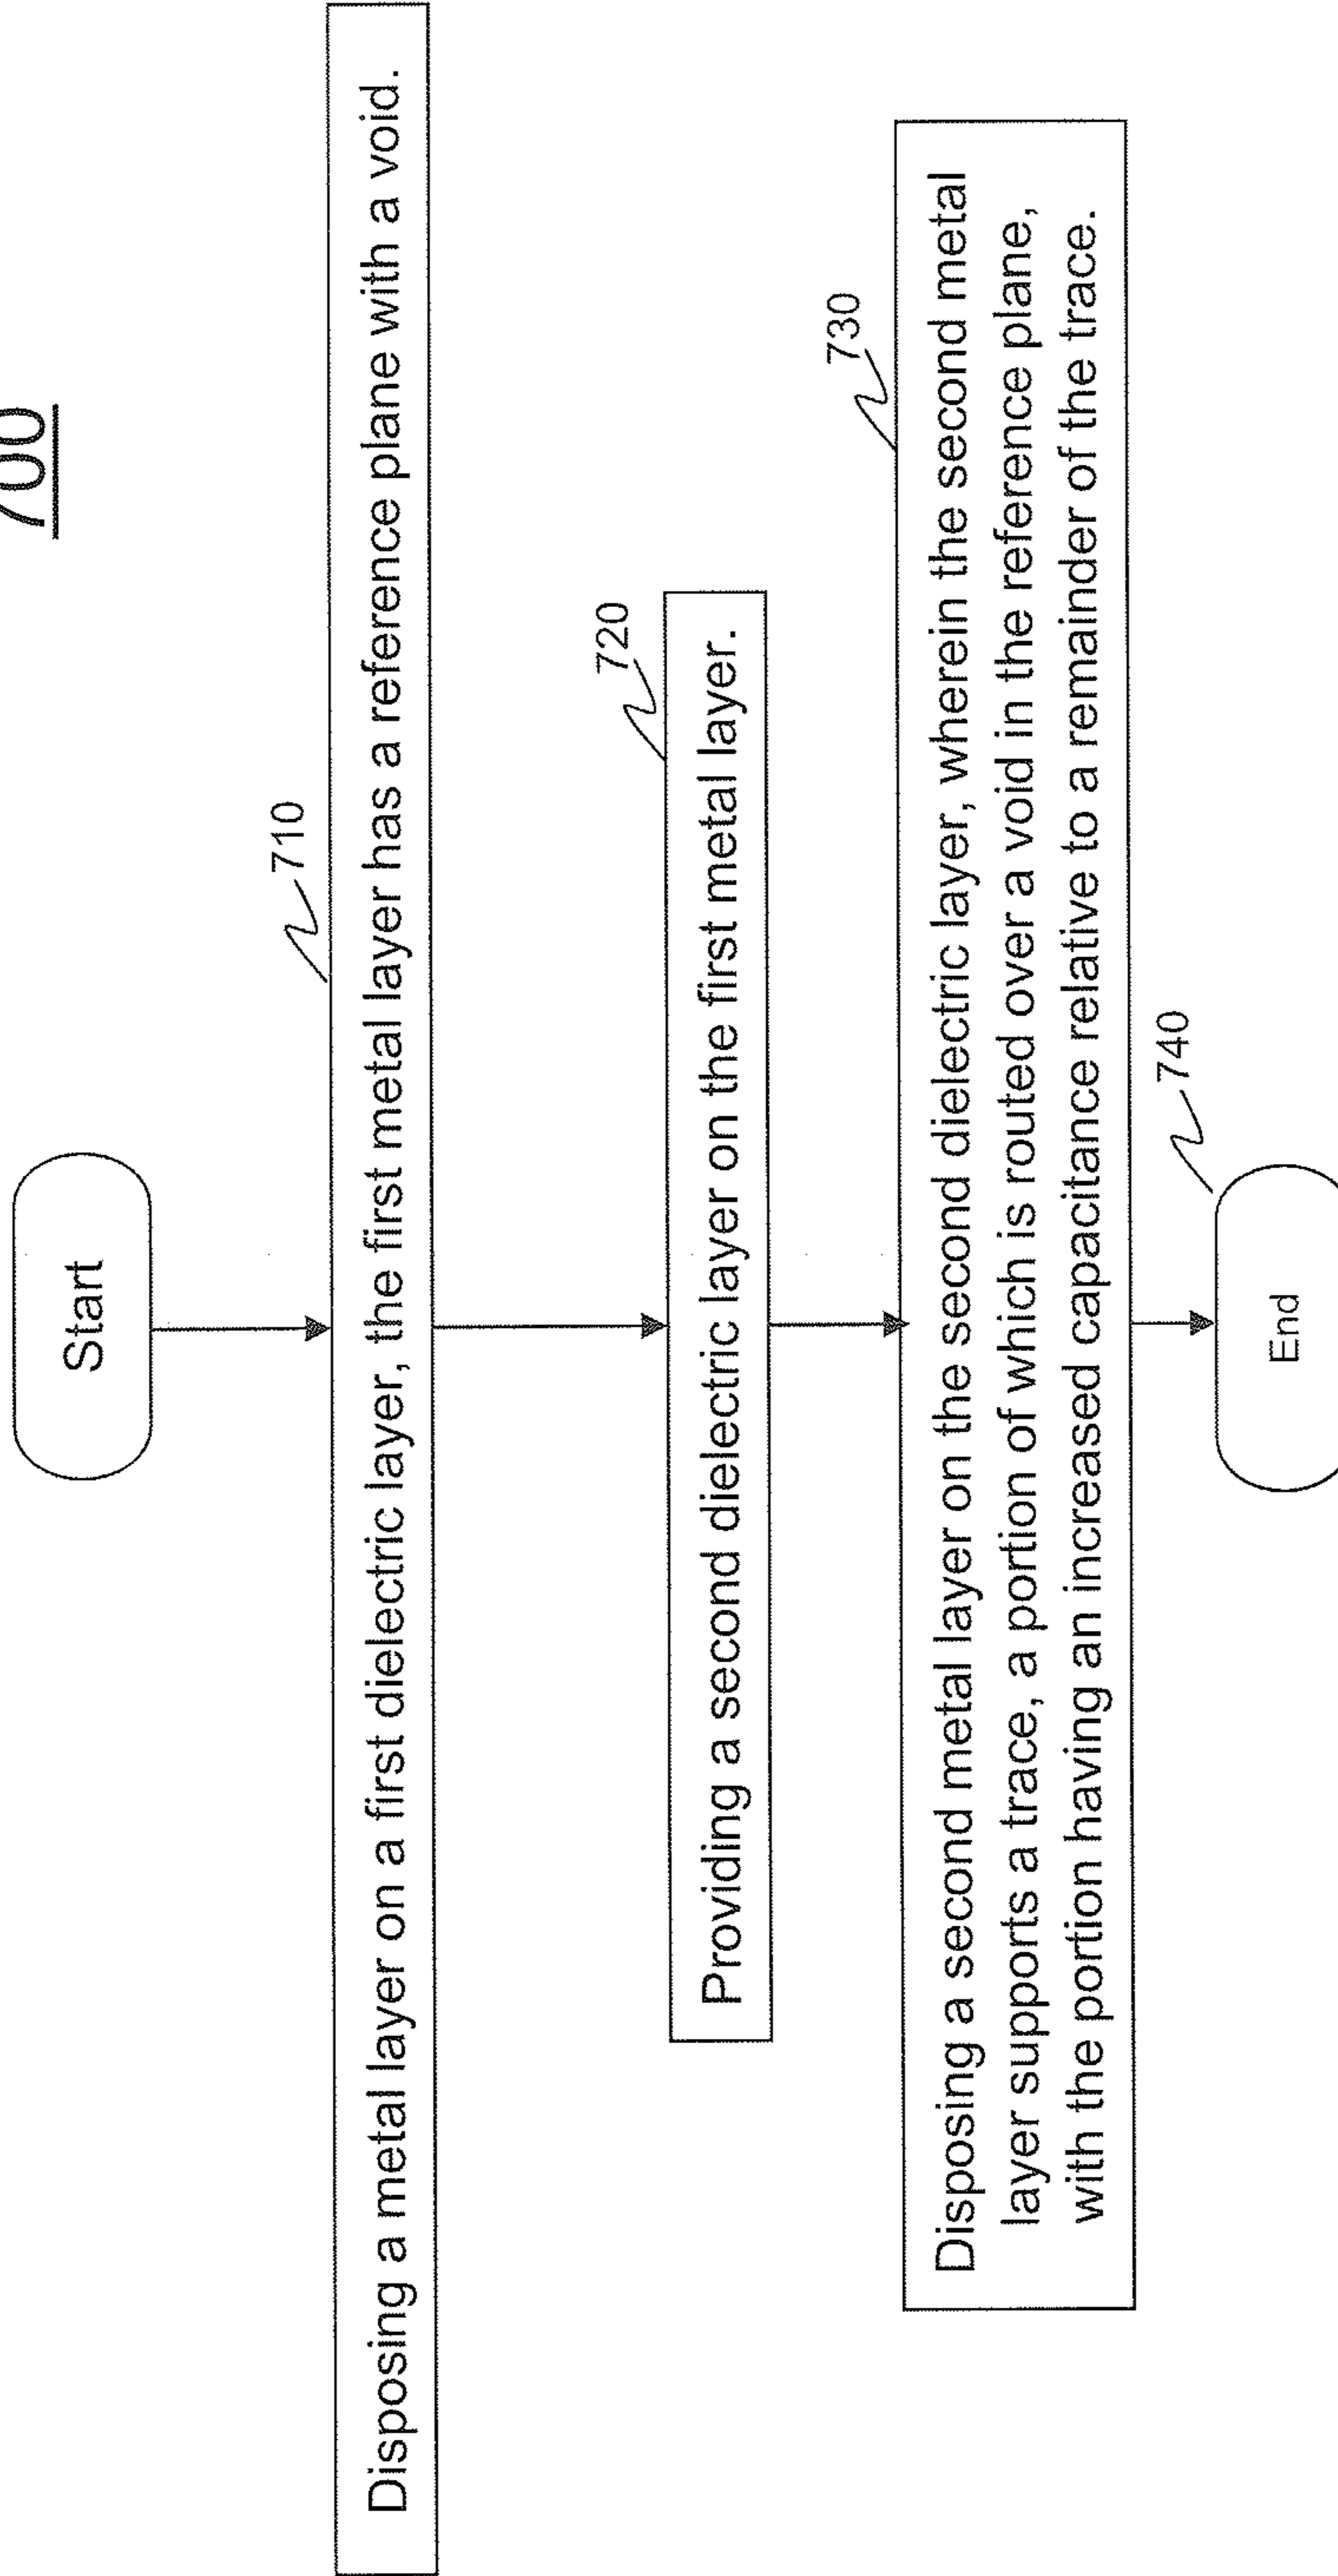 700
Start
710
Disposing a metal layer on a first dielectric layer, the first metal layer has a reference plane with a void.
720
Providing a second dielectric layer on the first metal layer.
730
Disposing a second metal layer on the second dielectric layer, wherein the second metal
layer supports a trace, a portion of which is routed over a void in the reference plane,
with the portion having an increased capacitance relative to a remainder of the trace.
740
End